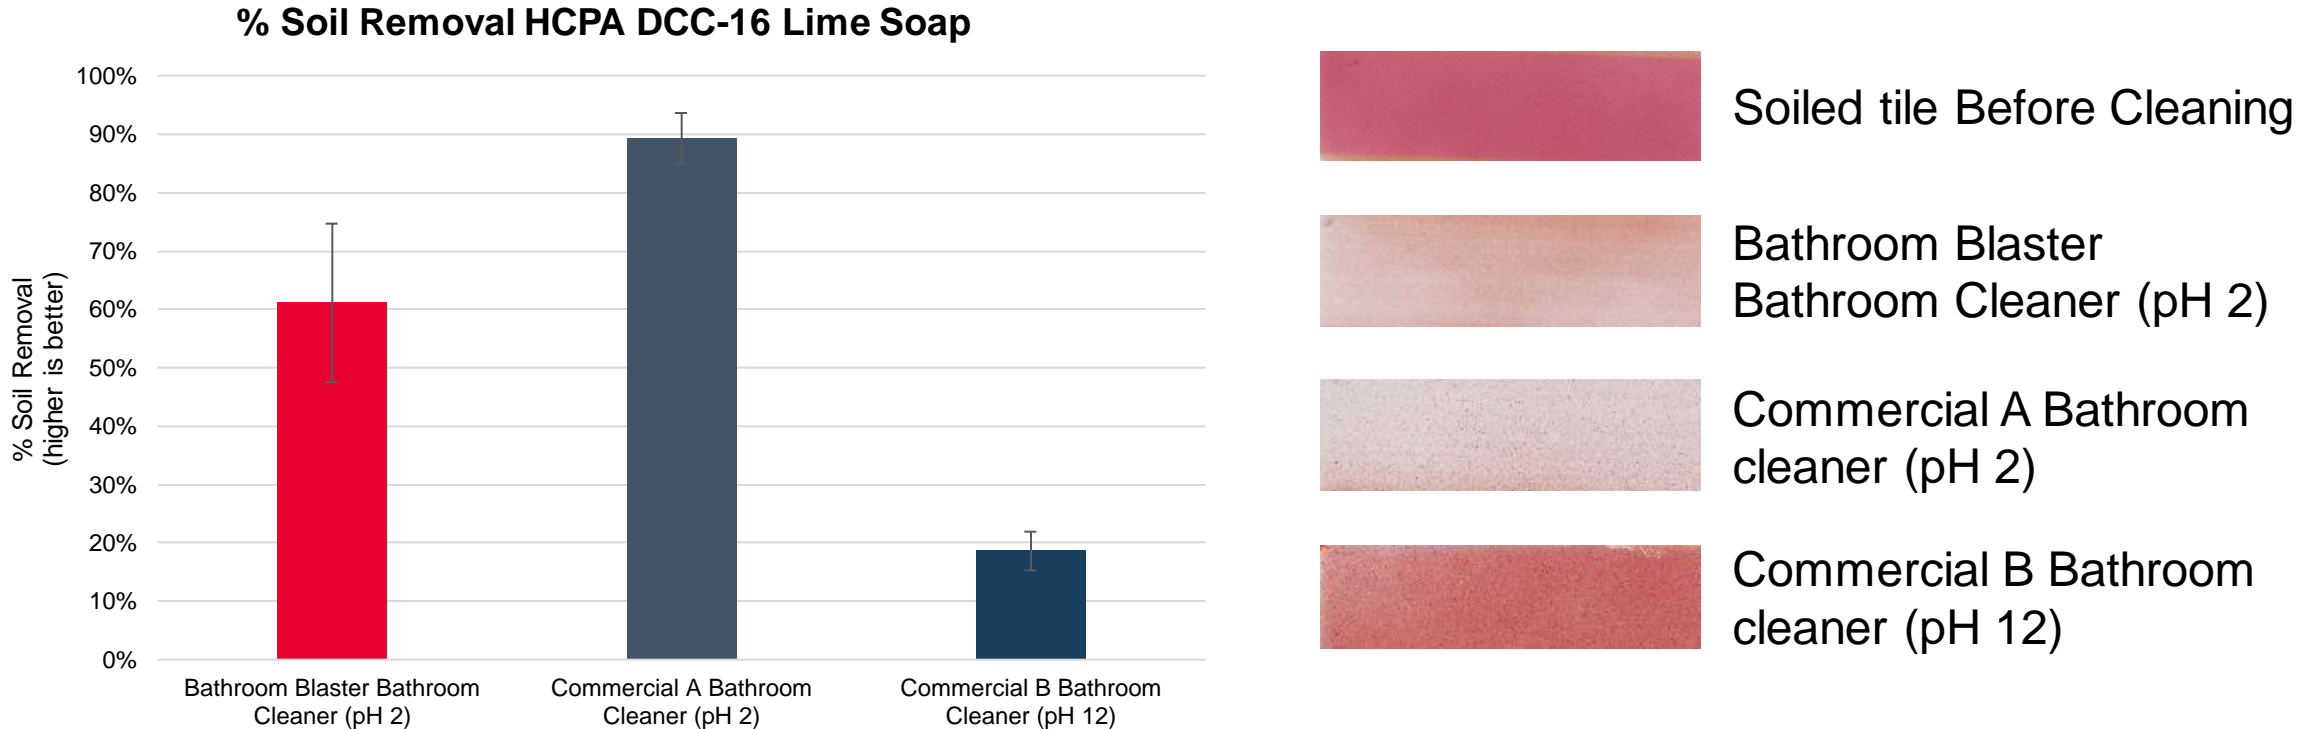 % Soil Removal HCPA DCC-16 Lime Soap
% Soil Removal
(higher is better)
100%
90%
80%
70%
60%
50%
40%
30%
20%
10%
0%
Bathroom Blaster Bathroom
Cleaner (pH 2)
Commercial A Bathroom
Cleaner (pH 2)
Commercial B Bathroom
Cleaner (pH 12)
Soiled tile Before Cleaning
Bathroom Blaster
Bathroom Cleaner (pH 2)
Commercial A Bathroom
cleaner (pH 2)
Commercial B Bathroom
cleaner (pH 12)